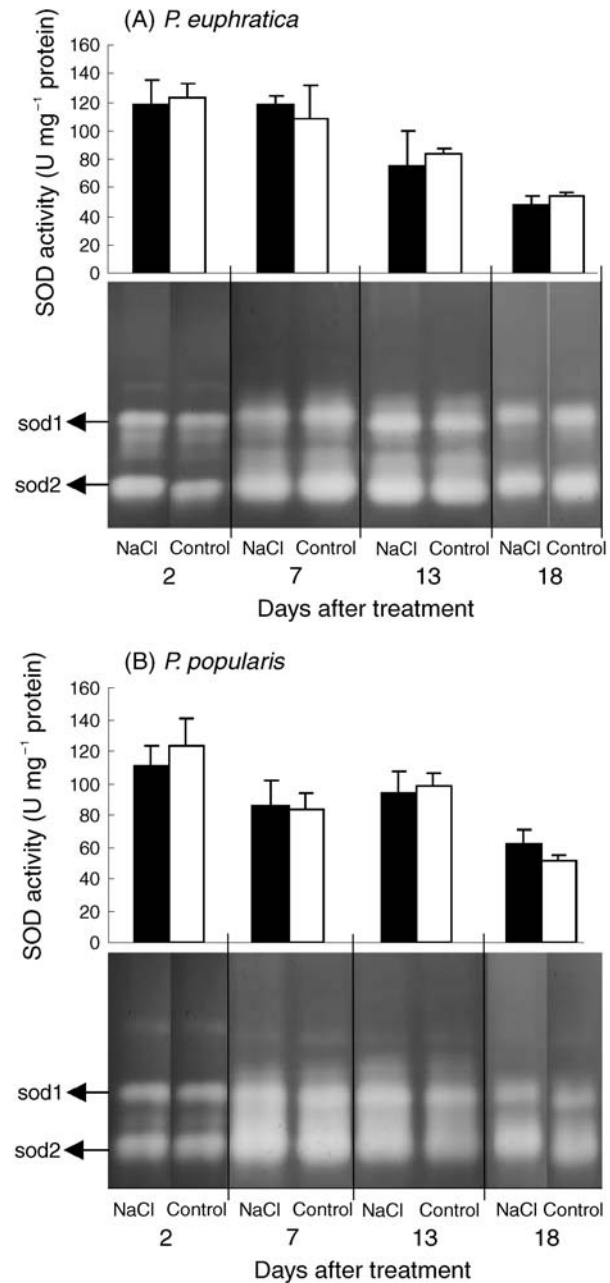 (A) P. euphratica
SOD activity (U mg⁻¹ protein)
160
140
120
100
80
60
40
20
0
sod1
sod2
NaCl Control NaCl Control NaCl Control NaCl Control
2 7 13 18
Days after treatment
(B) P. popularis
SOD activity (U mg⁻¹ protein)
160
140
120
100
80
60
40
20
0
sod1
sod2
NaCl Control NaCl Control NaCl Control NaCl Control
2 7 13 18
Days after treatment